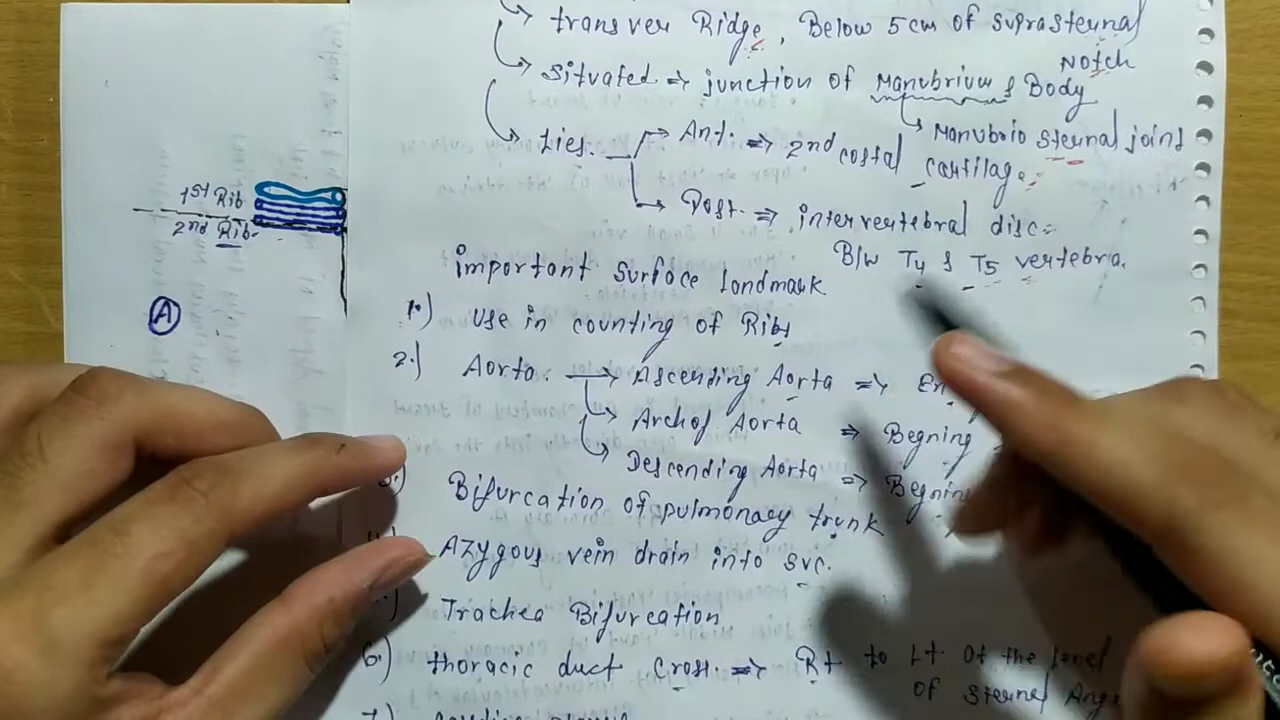 transver Ridge, Below 5cm of suprasternal
Notch
situated => junction of Manubrium & Body
Manubrio sternal joint
Lies. Ant. => 2nd costal cartilage
Post. => intervertebral disc
B/w T4 & T5 vertebra.
important surface landmark
1.) Use in counting of Ribs
2.) Aorta. Ascending Aorta =>
Arch of Aorta => Begning
Descending Aorta =>
3.) Bifurcation of pulmonary trunk
Azygous vein drain into SVC.
Trachea Bifurcation
6.) thoracic duct cross. => Rt to Lt. Of the level
of sternal
1st Rib
2nd Rib
A